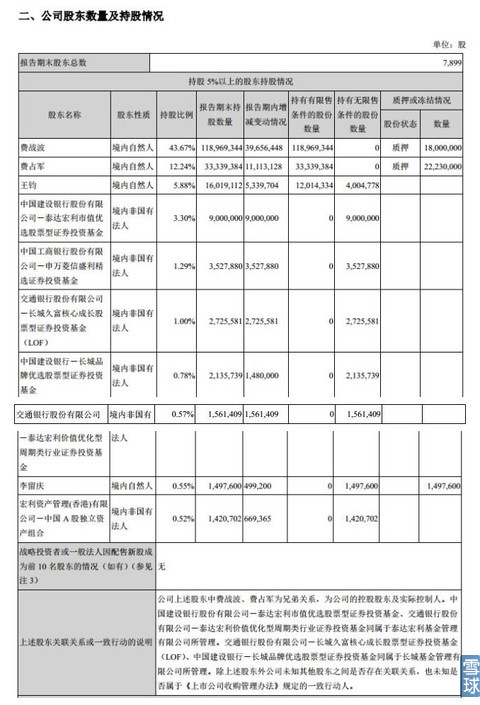 二、公司股东数量及持股情况
单位：股
报告期末股东总数 7,899
持股 5%以上的股东持股情况
股东名称 股东性质 持股比例 报告期末持股数量 报告期内增减变动情况 持有有限售条件的股份数量 持有无限售条件的股份数量 质押或冻结情况
股份状态 数量
费战波 境内自然人 43.67% 118,969,344 39,656,448 118,969,344 0 质押 18,000,000
费占军 境内自然人 12.24% 33,339,384 11,113,128 33,339,384 0 质押 22,230,000
王钧 境内自然人 5.88% 16,019,112 5,339,704 12,014,334 4,004,778
中国建设银行股份有限
公司－泰达宏利市值优
选股票型证券投资基金
境内非国有
法人
3.30% 9,000,000 9,000,000 0 9,000,000
中国工商银行股份有限
公司－申万菱信盛利精
选证券投资基金
境内非国有
法人
1.29% 3,527,880 3,527,880 0 3,527,880
交通银行股份有限公司
－长城久富核心成长股
票型证券投资基金
（LOF）
境内非国有
法人
1.00% 2,725,581 2,725,581 0 2,725,581
中国建设银行－长城品
牌优选股票型证券投资
基金
境内非国有
法人
0.78% 2,135,739 1,480,000 0 2,135,739
交通银行股份有限公司 境内非国有 0.57% 1,561,409 1,561,409 0 1,561,409
－泰达宏利价值优化型
周期类行业证券投资基
金
法人
李留庆 境内自然人 0.55% 1,497,600 499,200 0 1,497,600 1,497,600
宏利资产管理(香港)有限
公司－中国 A 股独立资
产组合
境内非国有
法人
0.52% 1,420,702 669,365 0 1,420,702
战略投资者或一般法人因配售新股成
为前 10 名股东的情况（如有）（参见
注 3）
无
上述股东关联关系或一致行动的说明
公司上述股东中费战波、费占军为兄弟关系，为公司的控股股东及实际控制人。中
国建设银行股份有限公司－泰达宏利市值优选股票型证券投资基金、交通银行股份
有限公司－泰达宏利价值优化型周期类行业证券投资基金同属于泰达宏利基金管理
有限公司所管理。交通银行股份有限公司－长城久富核心成长股票型证券投资基金
（LOF）、中国建设银行－长城品牌优选股票型证券投资基金同属于长城基金管理有
限公司所管理。除上述股东外公司未知其他股东之间是否存在关联关系，也未知是
否属于《上市公司收购管理办法》规定的一致行动人。
雪球